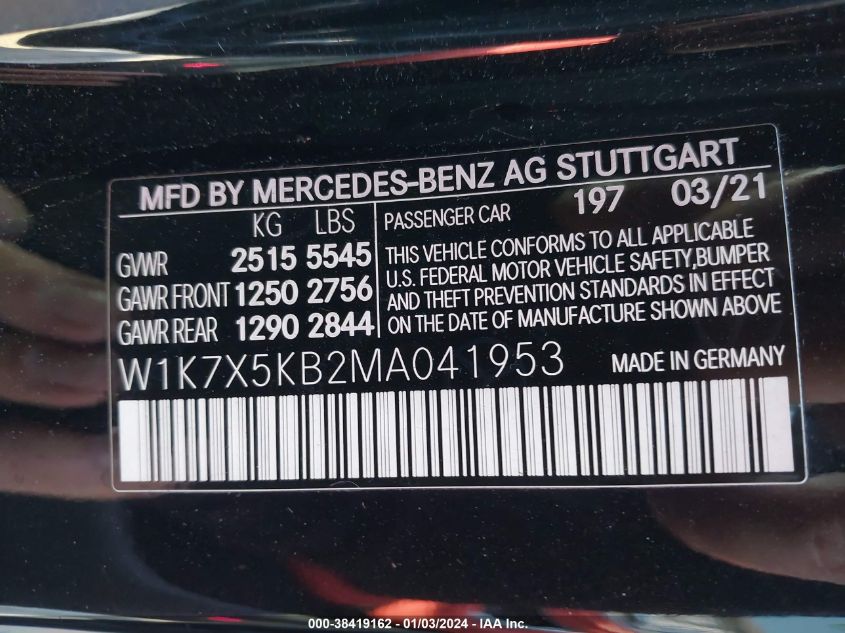 MFD BY MERCEDES-BENZ AG STUTTGART
KG LBS
GVWR 2515 5545
GAWR FRONT 1250 2756
GAWR REAR 1290 2844
PASSENGER CAR 197 03/21
THIS VEHICLE CONFORMS TO ALL APPLICABLE
U.S. FEDERAL MOTOR VEHICLE SAFETY,BUMPER
AND THEFT PREVENTION STANDARDS IN EFFECT
ON THE DATE OF MANUFACTURE SHOWN ABOVE
W1K7X5KB2MA041953
MADE IN GERMANY
000-38419162 - 01/03/2024 - © IAA Inc.